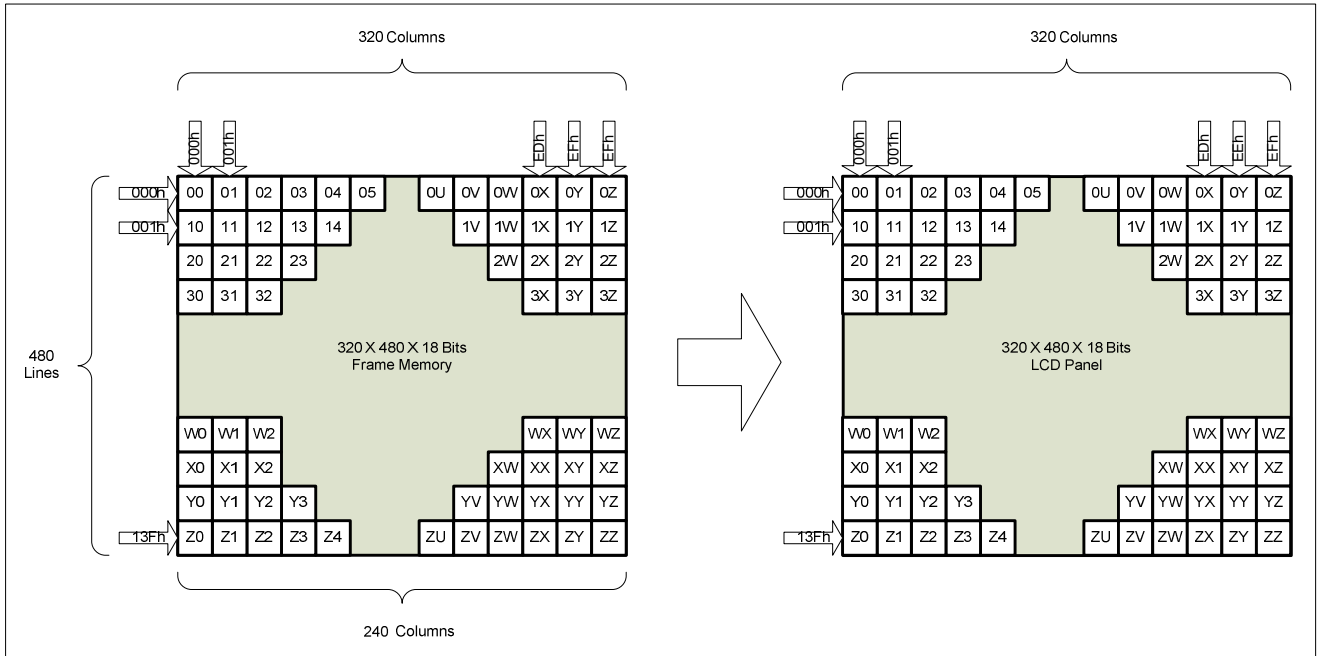 320 Columns 320 Columns
000h 001h EDh EFh EFh 000h 001h EDh EEh EFh
000h 00 01 02 03 04 05 0U 0V 0W 0X 0Y 0Z 000h 00 01 02 03 04 05 0U 0V 0W 0X 0Y 0Z
001h 10 11 12 13 14 1V 1W 1X 1Y 1Z 001h 10 11 12 13 14 1V 1W 1X 1Y 1Z
20 21 22 23 2W 2X 2Y 2Z 20 21 22 23 2W 2X 2Y 2Z
30 31 32 3X 3Y 3Z 30 31 32 3X 3Y 3Z
480
Lines
320 X 480 X 18 Bits
Frame Memory
320 X 480 X 18 Bits
LCD Panel
W0 W1 W2 WX WY WZ W0 W1 W2 WX WY WZ
X0 X1 X2 XW XX XY XZ X0 X1 X2 XW XX XY XZ
Y0 Y1 Y2 Y3 YV YW YX YY YZ Y0 Y1 Y2 Y3 YV YW YX YY YZ
13Fh Z0 Z1 Z2 Z3 Z4 ZU ZV ZW ZX ZY ZZ 13Fh Z0 Z1 Z2 Z3 Z4 ZU ZV ZW ZX ZY ZZ
240 Columns